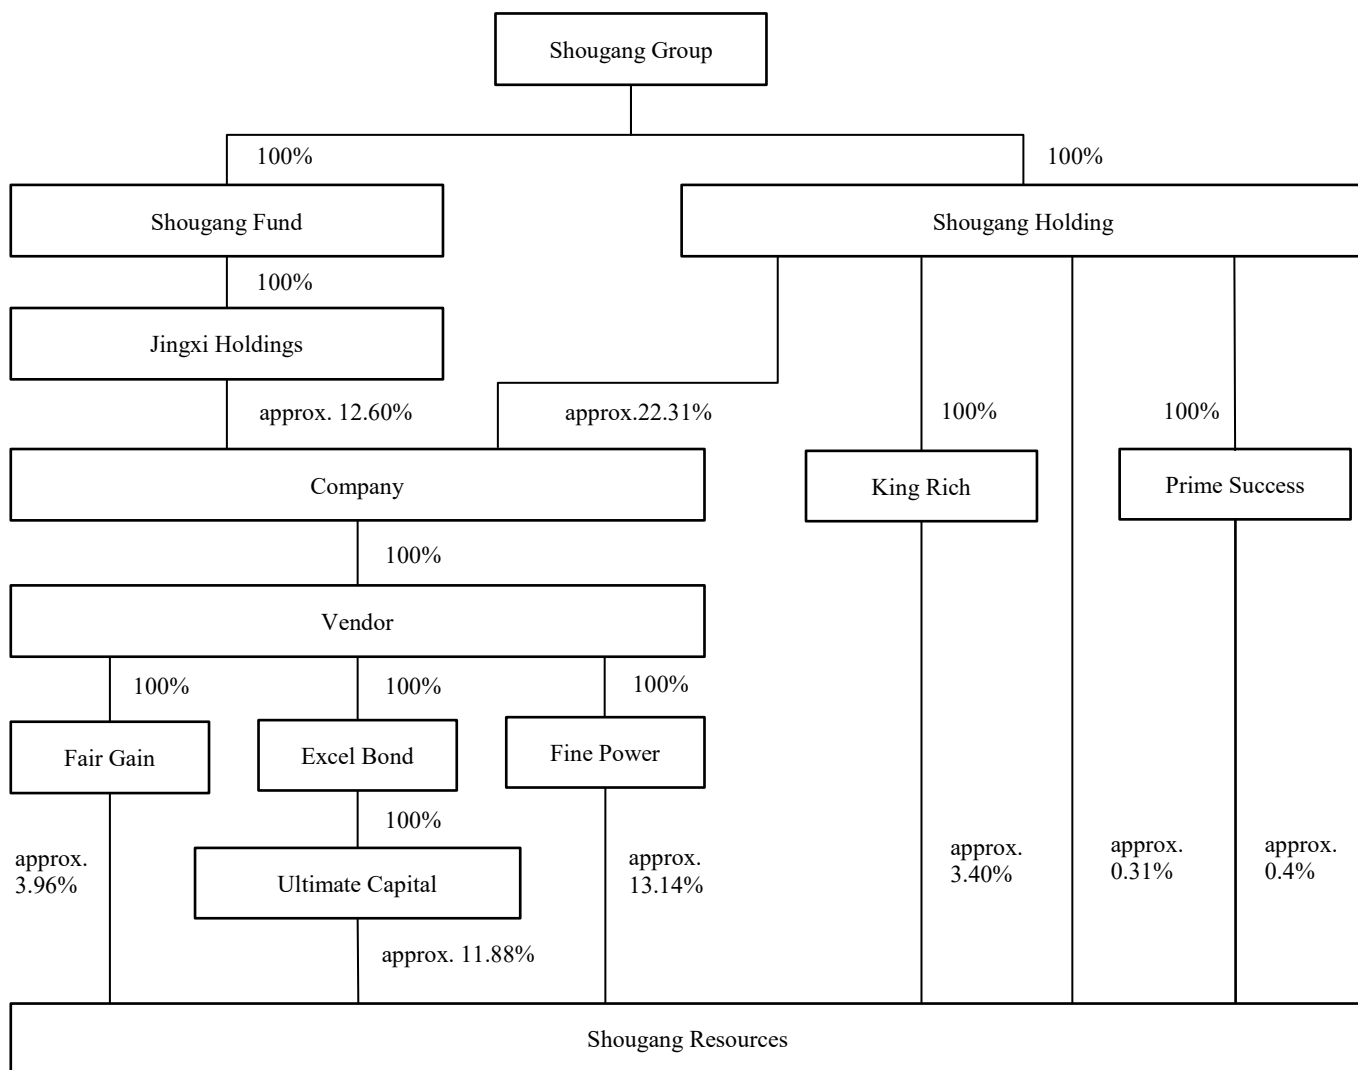 Shougang Group
100%
100%
Shougang Fund
Shougang Holding
100%
Jingxi Holdings
approx. 12.60%
approx.22.31%
100%
100%
Company
King Rich
Prime Success
100%
Vendor
100%
100%
100%
Fair Gain
Excel Bond
Fine Power
100%
approx.
3.96%
Ultimate Capital
approx.
13.14%
approx.
3.40%
approx.
0.31%
approx.
0.4%
approx. 11.88%
Shougang Resources